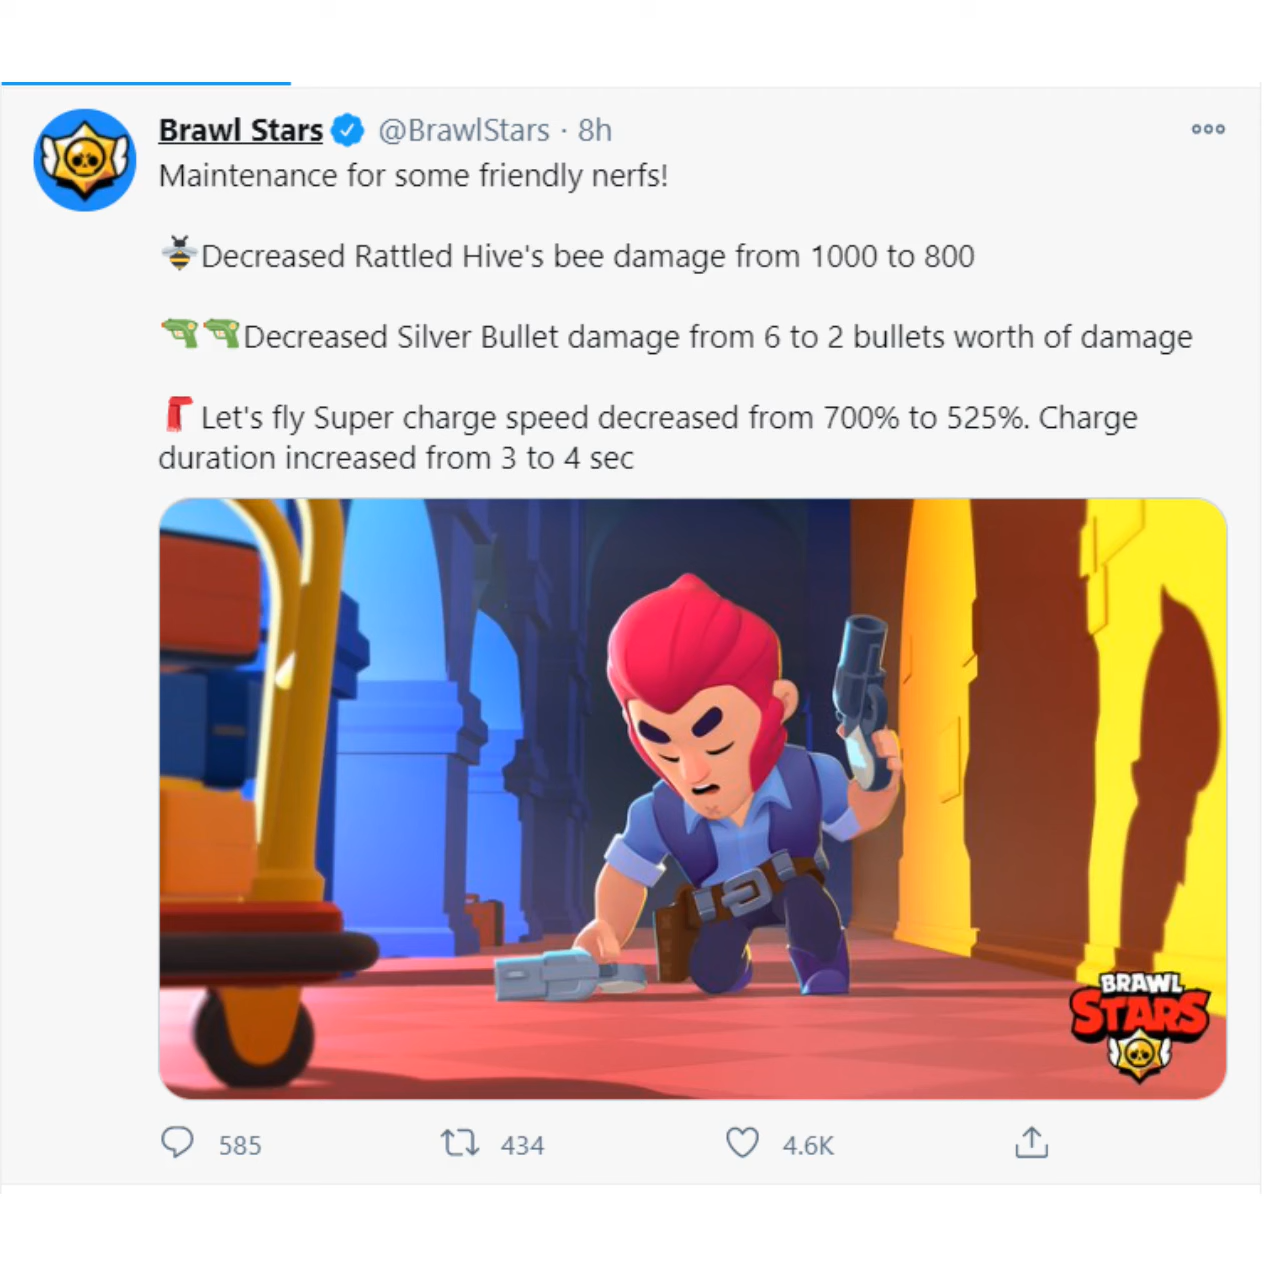 Brawl Stars @BrawlStars · 8h
Maintenance for some friendly nerfs!
🐝Decreased Rattled Hive's bee damage from 1000 to 800
🔫🔫Decreased Silver Bullet damage from 6 to 2 bullets worth of damage
🧣Let's fly Super charge speed decreased from 700% to 525%. Charge
duration increased from 3 to 4 sec
BRAWL
STARS
585 434 4.6K